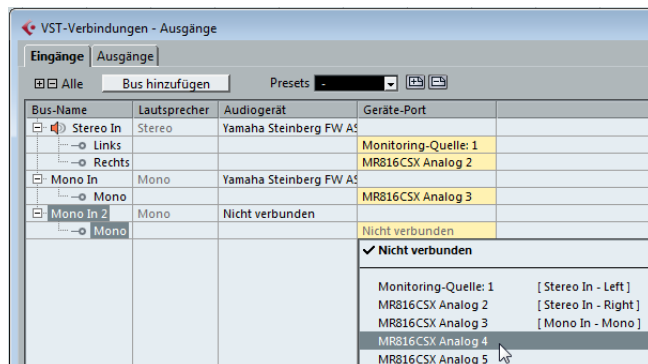 VST-Verbindungen - Ausgänge
Eingänge Ausgänge
Alle Bus hinzufügen Presets -
Bus-Name Lautsprecher Audiogerät Geräte-Port
Stereo In Stereo Yamaha Steinberg FW AS
Links Monitoring-Quelle: 1
Rechts MR816CSX Analog 2
Mono In Mono Yamaha Steinberg FW AS
Mono MR816CSX Analog 3
Mono In 2 Mono Nicht verbunden
Mono Nicht verbunden
✓ Nicht verbunden
Monitoring-Quelle: 1 [ Stereo In - Left ]
MR816CSX Analog 2 [ Stereo In - Right ]
MR816CSX Analog 3 [ Mono In - Mono ]
MR816CSX Analog 4
MR816CSX Analog 5